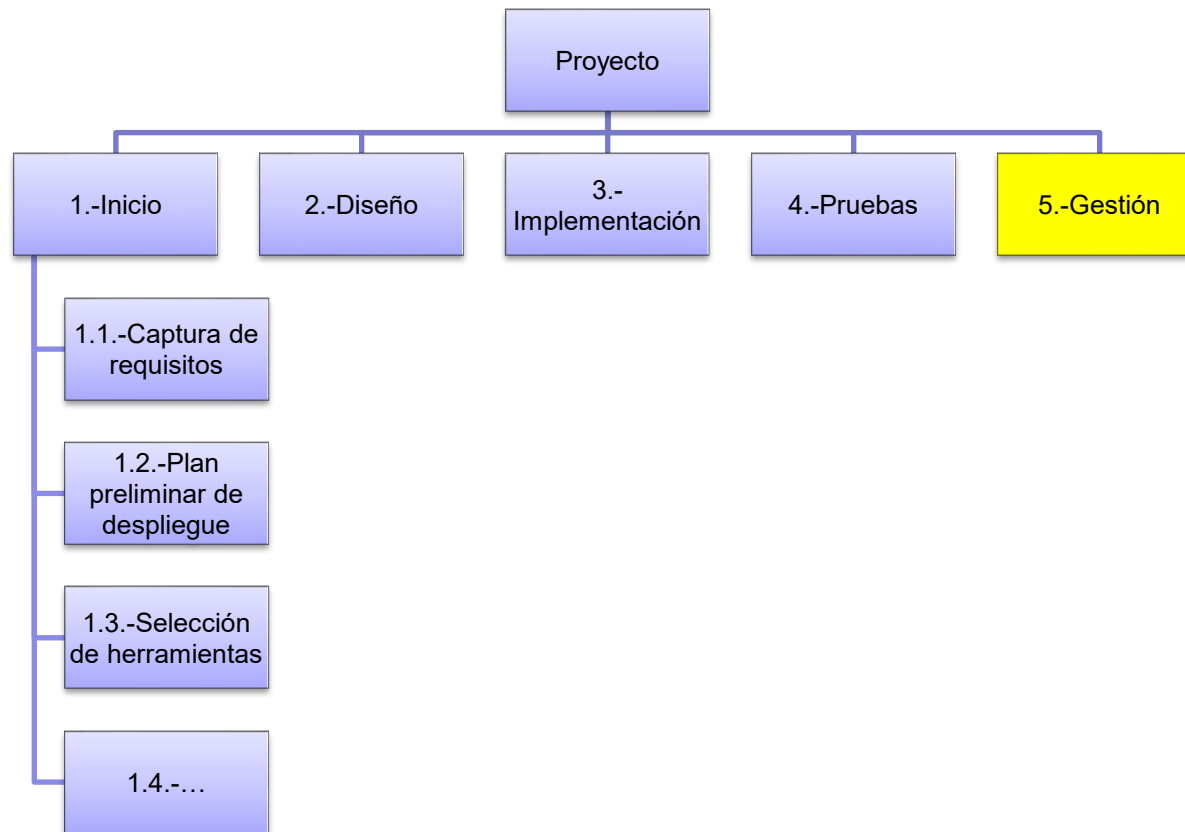 Proyecto
1.-Inicio
2.-Diseño
3.-
Implementación
4.-Pruebas
5.-Gestión
1.1.-Captura de
requisitos
1.2.-Plan
preliminar de
despliegue
1.3.-Selección
de herramientas
1.4.-…